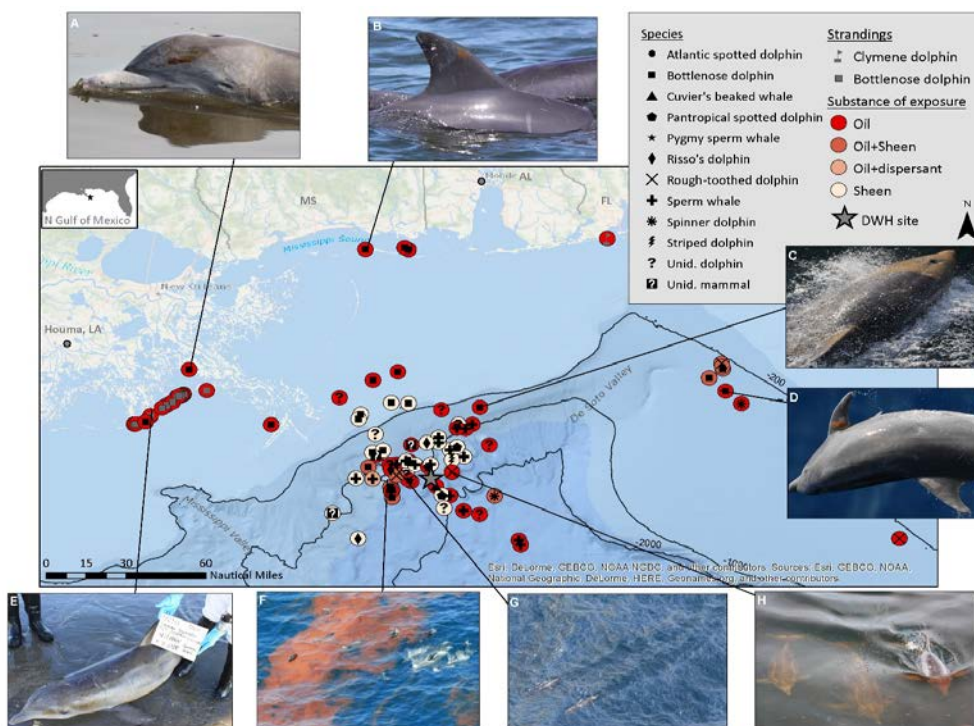 A
B
Species
Atlantic spotted dolphin
Bottlenose dolphin
Cuvier's beaked whale
Pantropical spotted dolphin
Pygmy sperm whale
Risso's dolphin
Rough-toothed dolphin
Sperm whale
Spinner dolphin
Striped dolphin
? Unid. dolphin
? Unid. mammal
Strandings
Clymene dolphin
Bottlenose dolphin
Substance of exposure
Oil
Oil+Sheen
Oil+dispersant
Sheen
DWH site
N
N Gulf of Mexico
MS
AL
FL
Mississippi Sound
New Orleans
Houma, LA
De Soto Valley
Mississippi Valley
-200
-2000
0 15 30 60
Nautical Miles
Esri, DeLorme, GEBCO, NOAA NGDC, and other contributors. Sources: Esri, GEBCO, NOAA,
National Geographic, DeLorme, HERE, Geonames.org, and other contributors
C
D
E
F
G
H